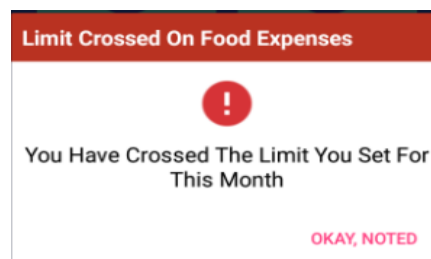 Limit Crossed On Food Expenses
!
You Have Crossed The Limit You Set For
This Month
OKAY, NOTED